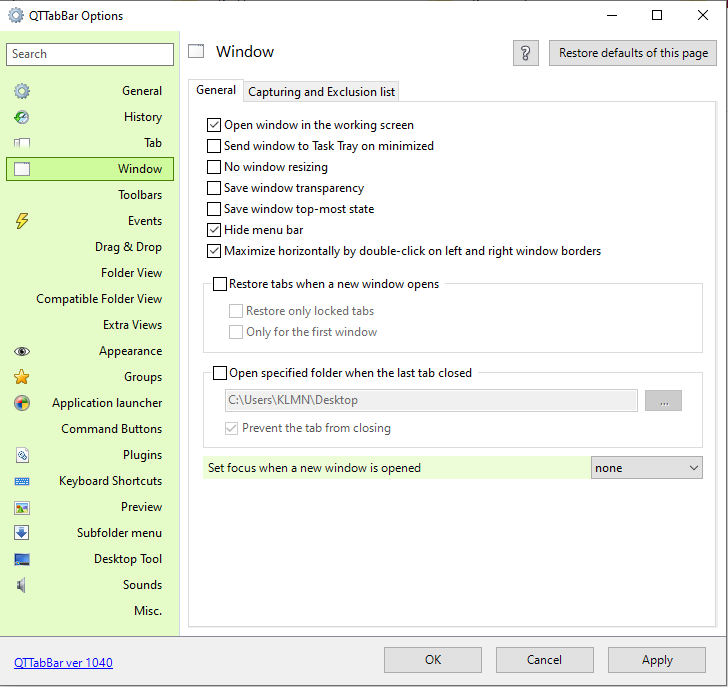 QTTabBar Options
Search
General
History
Tab
Window
Toolbars
Events
Drag & Drop
Folder View
Compatible Folder View
Extra Views
Appearance
Groups
Application launcher
Command Buttons
Plugins
Keyboard Shortcuts
Preview
Subfolder menu
Desktop Tool
Sounds
Misc.
Window
?
Restore defaults of this page
General
Capturing and Exclusion list
Open window in the working screen
Send window to Task Tray on minimized
No window resizing
Save window transparency
Save window top-most state
Hide menu bar
Maximize horizontally by double-click on left and right window borders
Restore tabs when a new window opens
Restore only locked tabs
Only for the first window
Open specified folder when the last tab closed
C:\Users\KLMN\Desktop
...
Prevent the tab from closing
Set focus when a new window is opened
none
QTTabBar ver 1040
OK
Cancel
Apply